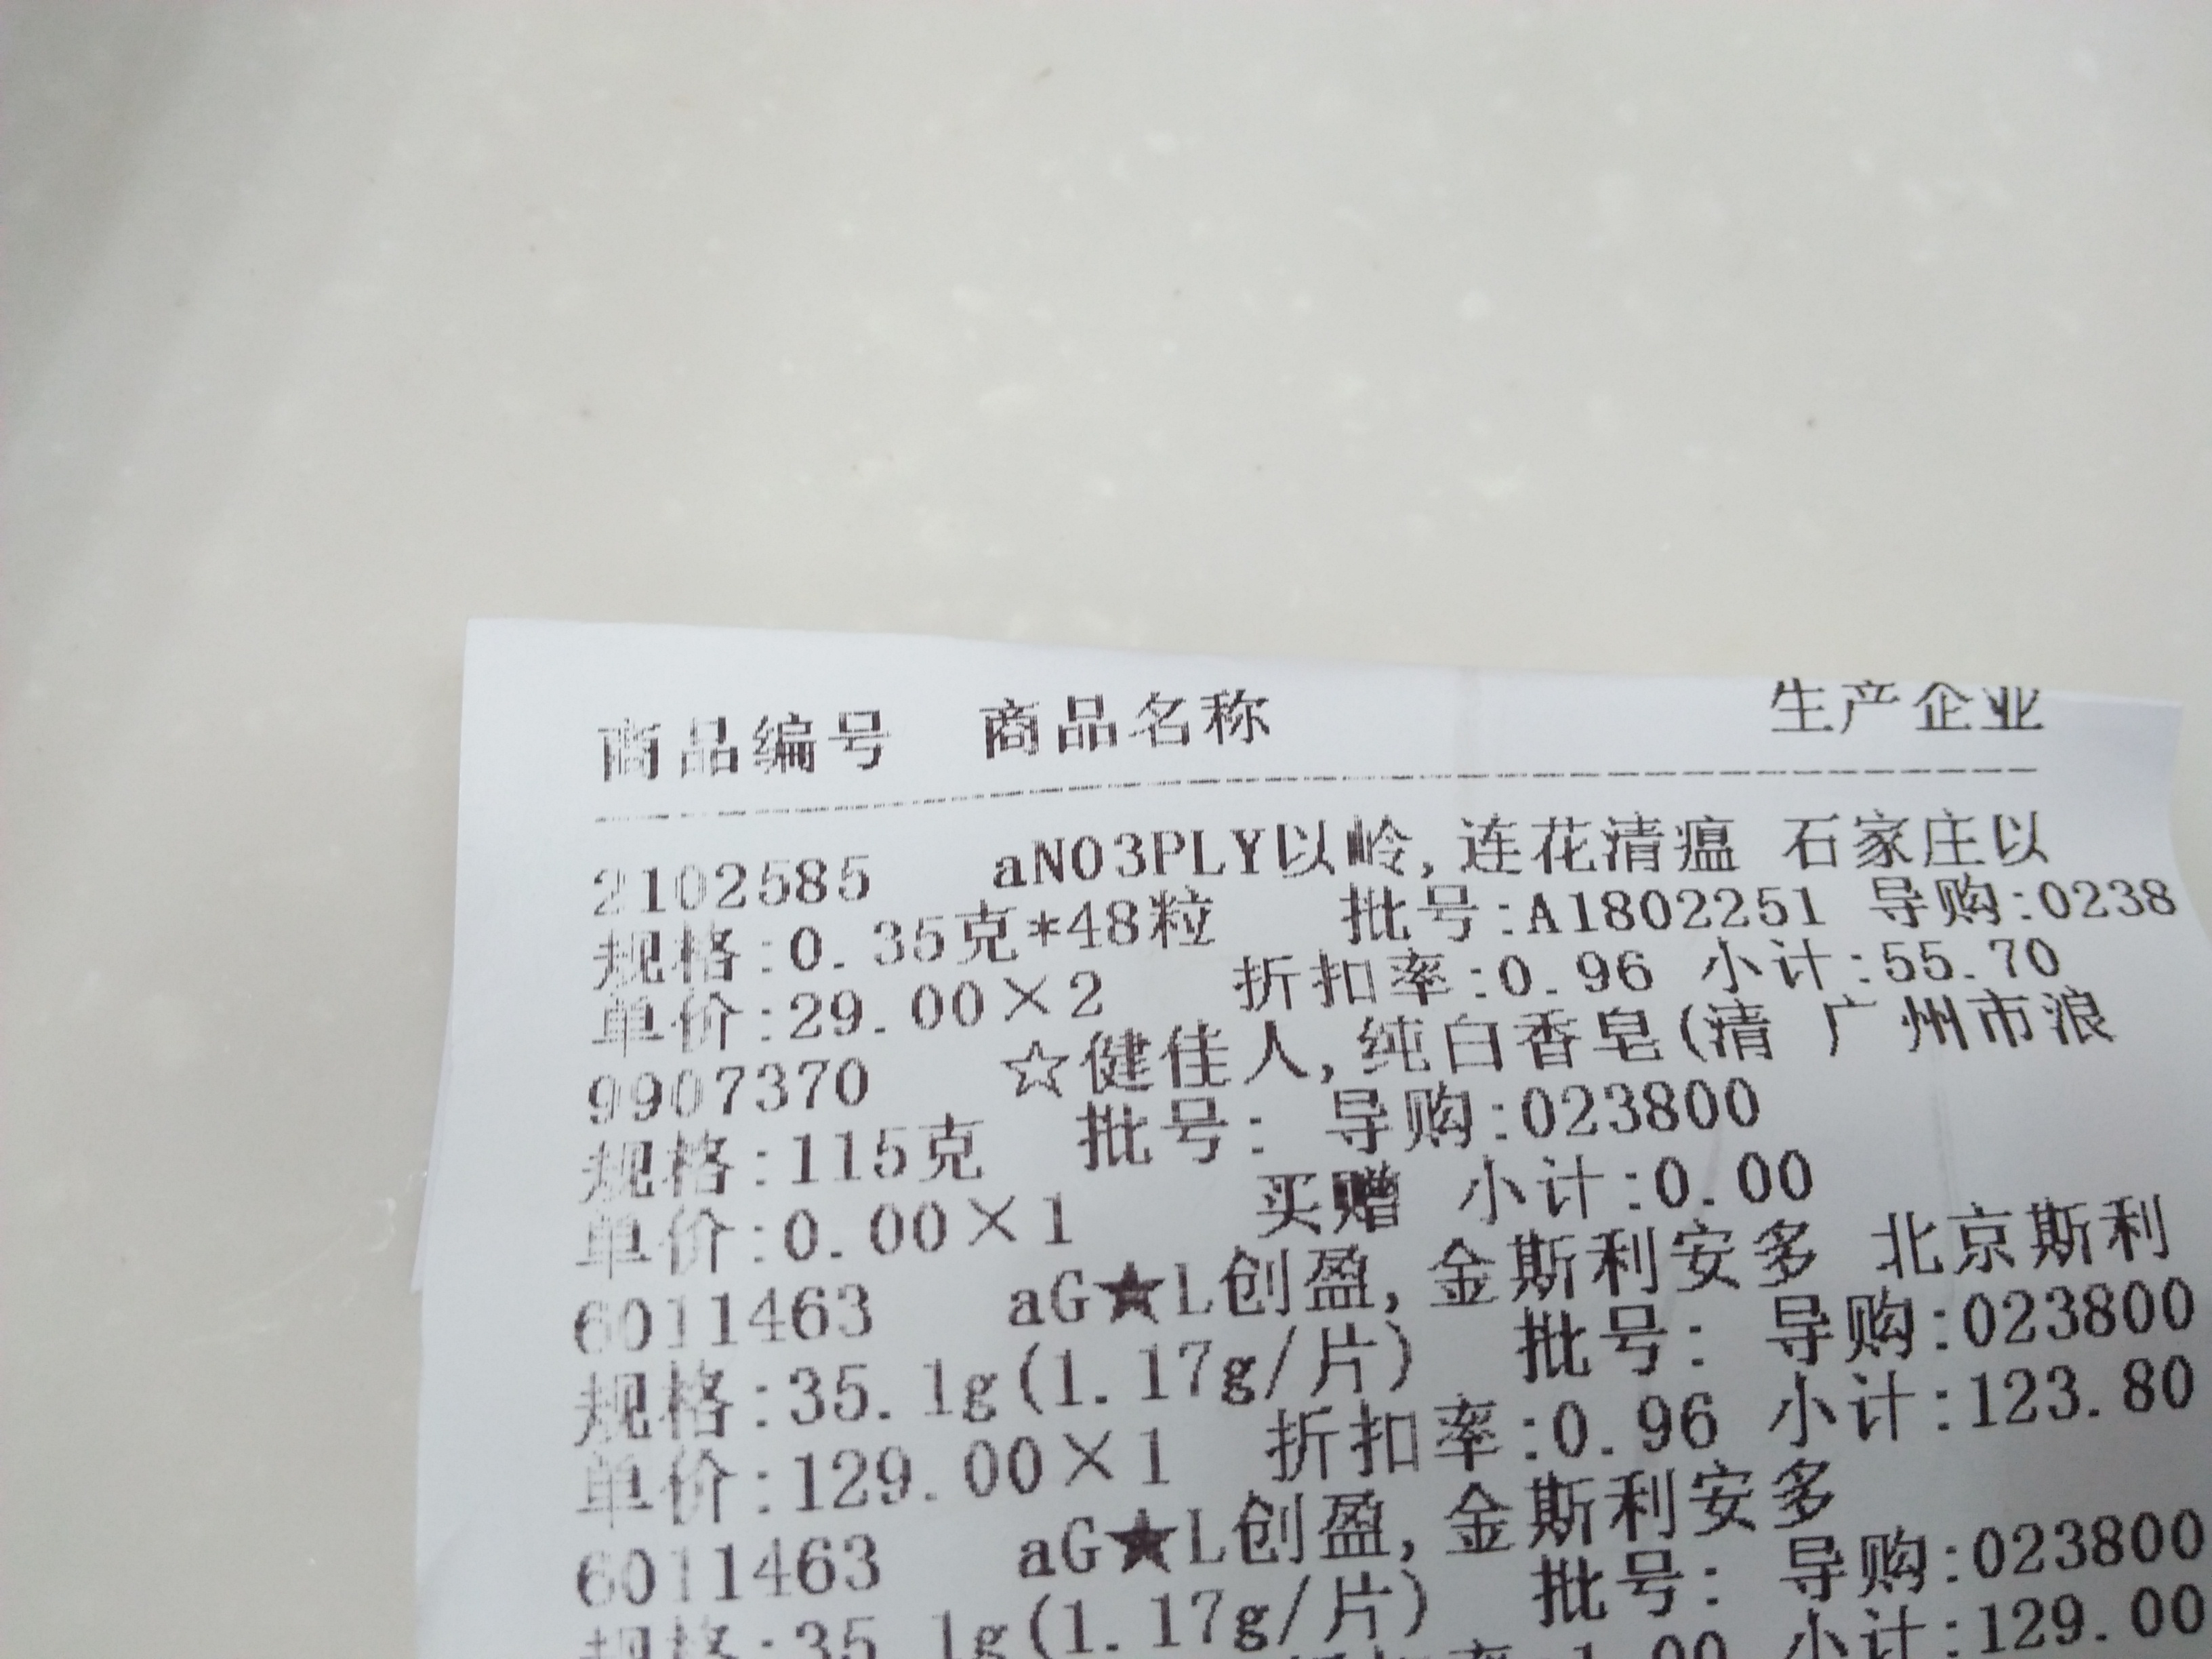 商品编号 商品名称 生产企业
2102585 aN03PLY以岭,连花清瘟 石家庄以
规格:0.35克*48粒 批号:A1802251 导购:0238
单价:29.00×2 折扣率:0.96 小计:55.70
9907370 ☆健佳人,纯白香皂(清 广州市浪
规格:115克 批号: 导购:023800
单价:0.00×1 买赠 小计:0.00
6011463 aG★L创盈,金斯利安多 北京斯利
规格:35.1g(1.17g/片) 批号: 导购:023800
单价:129.00×1 折扣率:0.96 小计:123.80
6011463 aG★L创盈,金斯利安多
规格:35.1g(1.17g/片) 批号: 导购:023800
小计:129.00